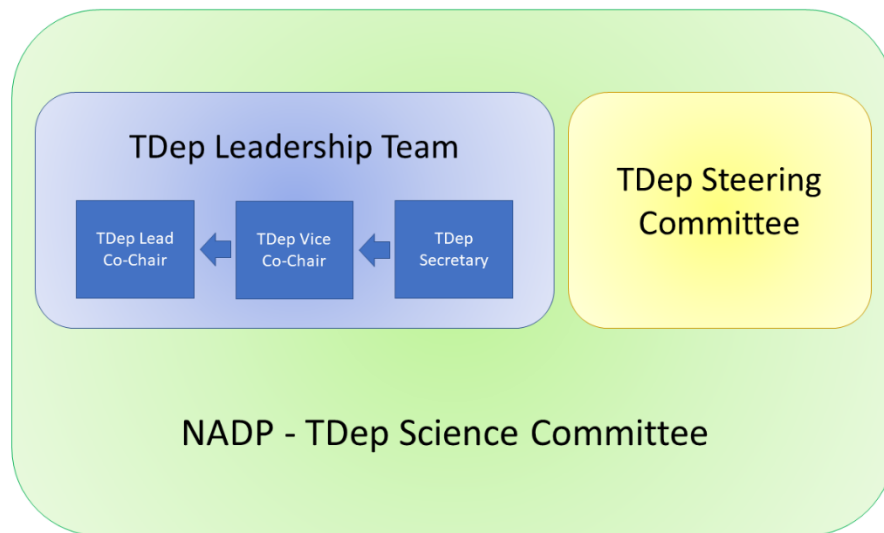 TDep Leadership Team
TDep Lead
Co-Chair
TDep Vice
Co-Chair
TDep
Secretary
TDep Steering
Committee
NADP - TDep Science Committee